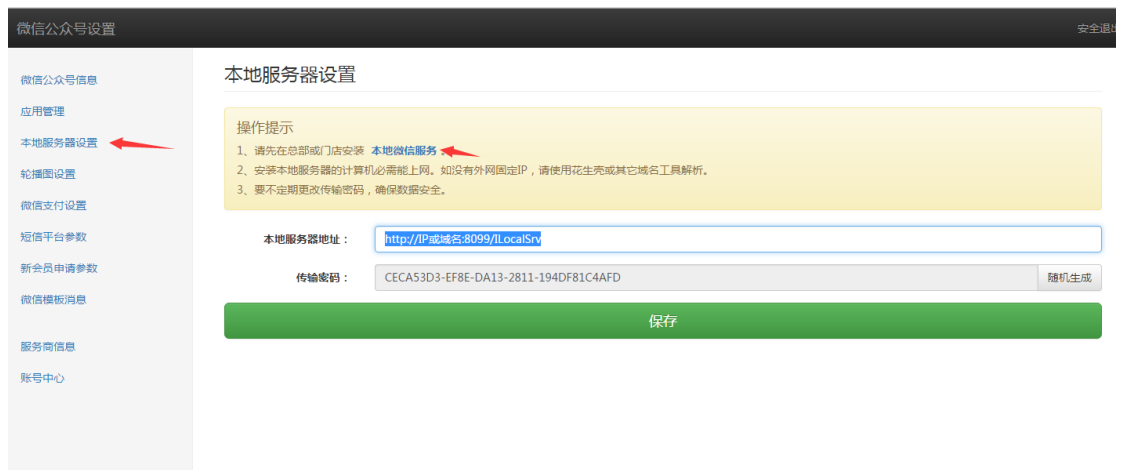 微信公众号设置
安全退出
微信公众号信息
应用管理
本地服务器设置
轮播图设置
微信支付设置
短信平台参数
新会员申请参数
微信模板消息
服务商信息
账号中心
本地服务器设置
操作提示
1、请先在总部或门店安装 本地微信服务 。
2、安装本地服务器的计算机必需能上网。如没有外网固定IP，请使用花生壳或其它域名工具解析。
3、要不定期更改传输密码，确保数据安全。
本地服务器地址： http://IP或域名:8099/ILocalSrv
传输密码： CECA53D3-EF8E-DA13-2811-194DF81C4AFD 随机生成
保存